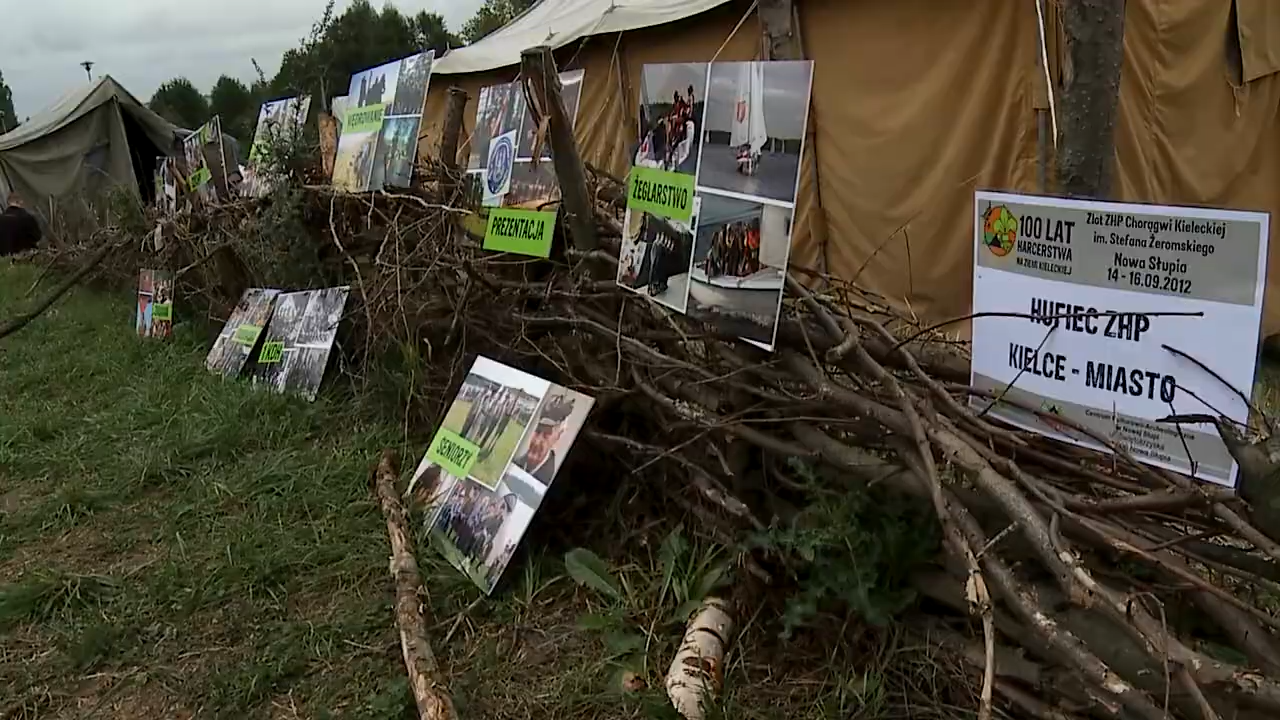 WĘDROWANIE
PREZENTACJA
ŻEGLARSTWO
SENIORZY
100 LAT
HARCERSTWA
NA ZIEMI KIELECKIEJ
Zlot ZHP Chorągwi Kieleckiej
im. Stefana Żeromskiego
Nowa Słupia
14 - 16.09.2012
HUFIEC ZHP
KIELCE - MIASTO